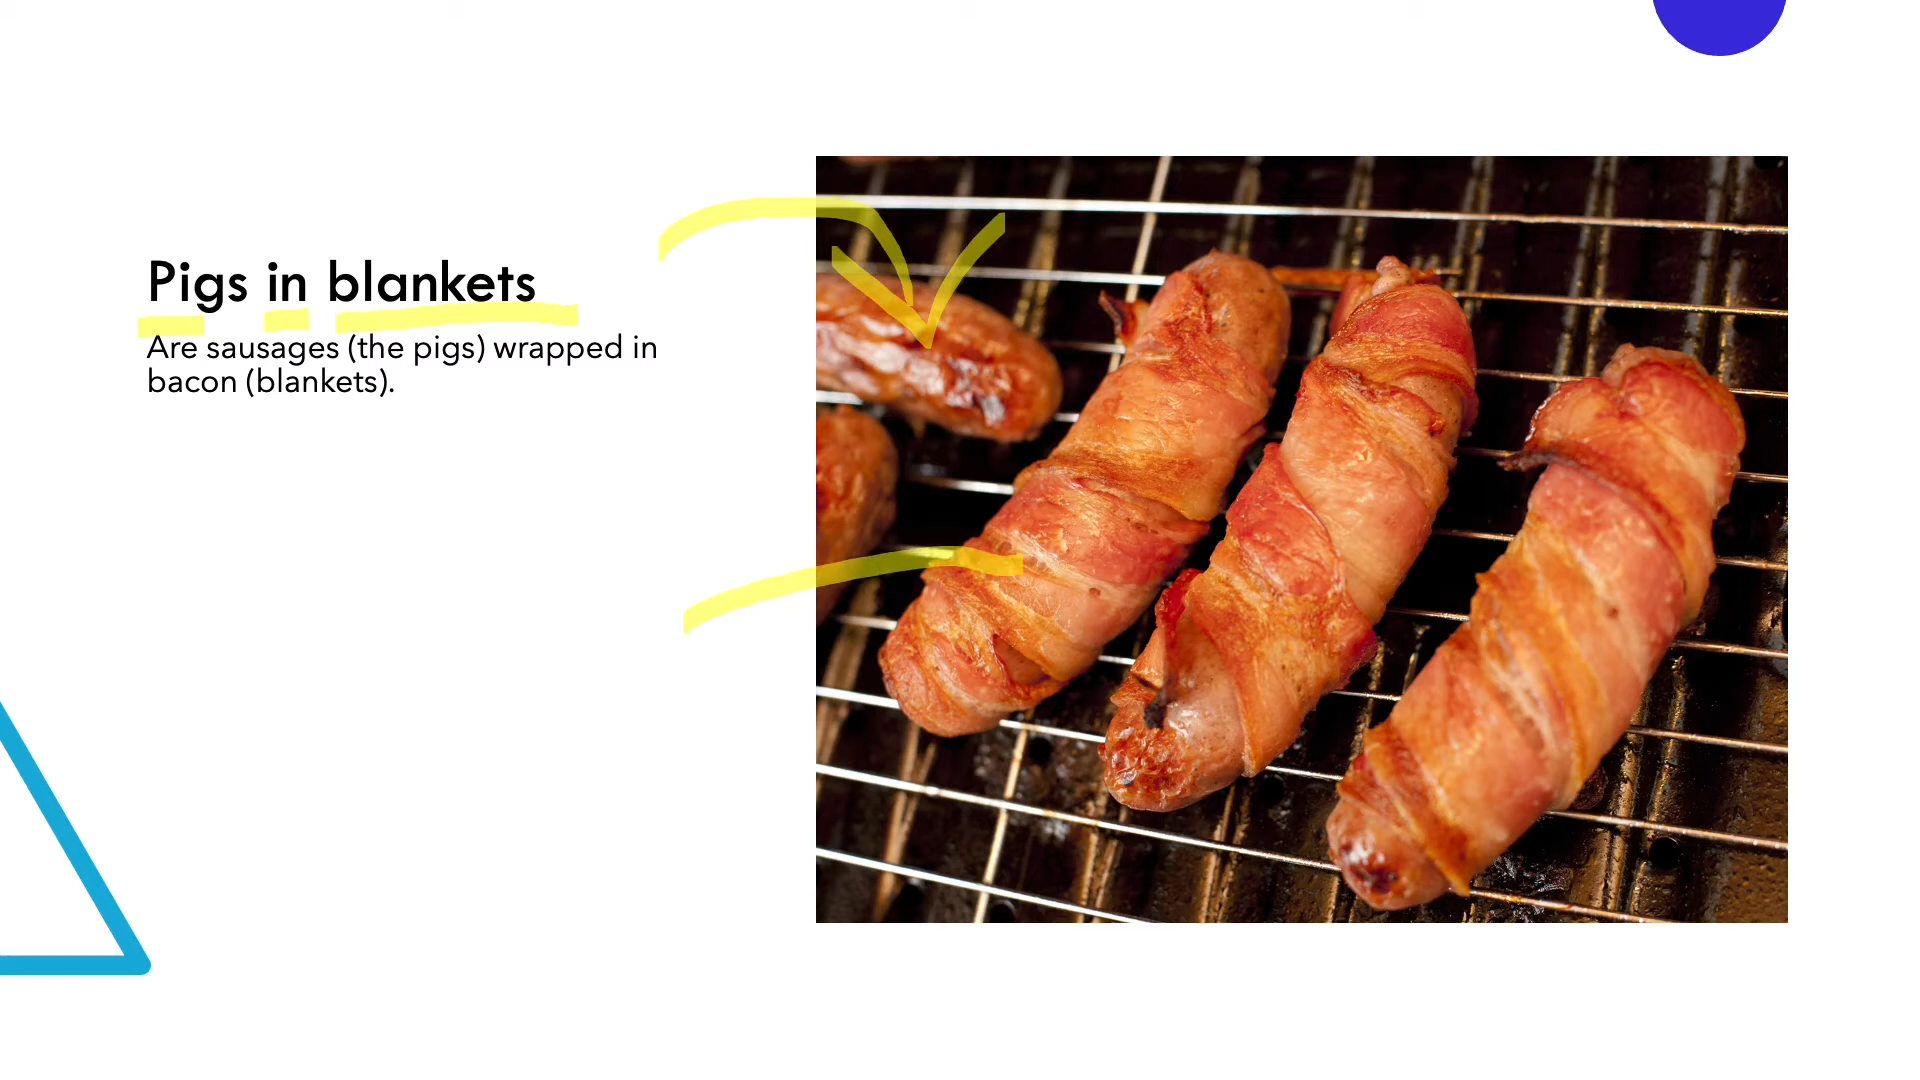 Pigs in blankets
Are sausages (the pigs) wrapped in
bacon (blankets).